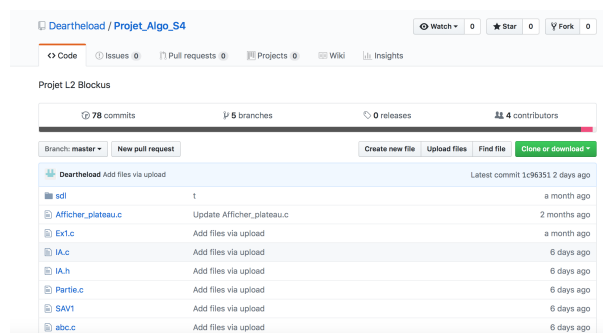 Deartheload / Projet_Algo_S4 Watch 0 Star 0 Fork 0
Code Issues 0 Pull requests 0 Projects 0 Wiki Insights
Projet L2 Blockus
78 commits 5 branches 0 releases 4 contributors
Branch: master New pull request Create new file Upload files Find file Clone or download
Deartheload Add files via upload Latest commit 1c96351 2 days ago
sdl t a month ago
Afficher_plateau.c Update Afficher_plateau.c 2 months ago
Ex1.c Add files via upload a month ago
IA.c Add files via upload 6 days ago
IA.h Add files via upload 6 days ago
Partie.c Add files via upload 6 days ago
SAV1 Add files via upload 6 days ago
abc.c Add files via upload 6 days ago